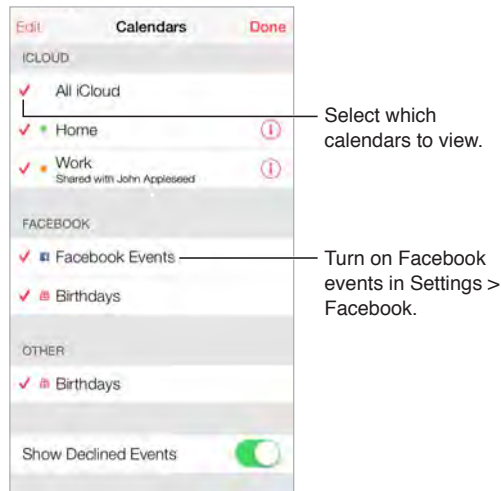 Edit Calendars Done
ICLOUD
All iCloud
Home
Work
Shared with John Appleseed
FACEBOOK
Facebook Events
Birthdays
OTHER
Birthdays
Show Declined Events
Select which
calendars to view.
Turn on Facebook
events in Settings >
Facebook.